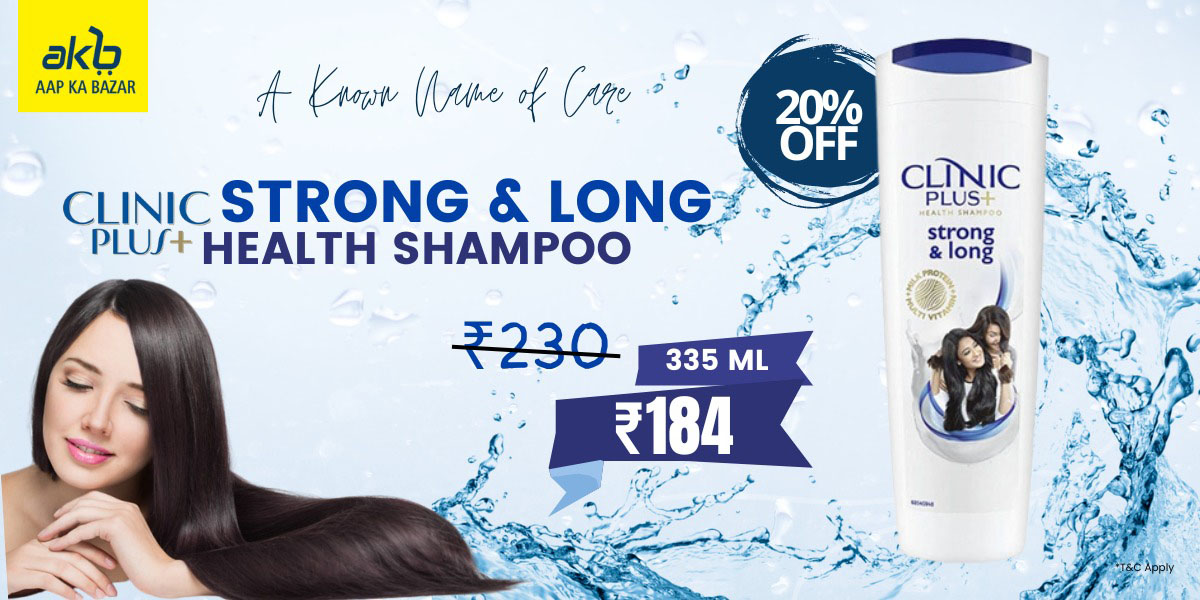 akb
AAP KA BAZAR
A Known Name of Care
20%
OFF
CLINIC
PLUS+
STRONG & LONG
HEALTH SHAMPOO
₹230
335 ML
₹184
CLINIC
PLUS+
HEALTH SHAMPOO
strong
& long
MILK PROTEIN
MULTI VITAMIN
*T&C Apply